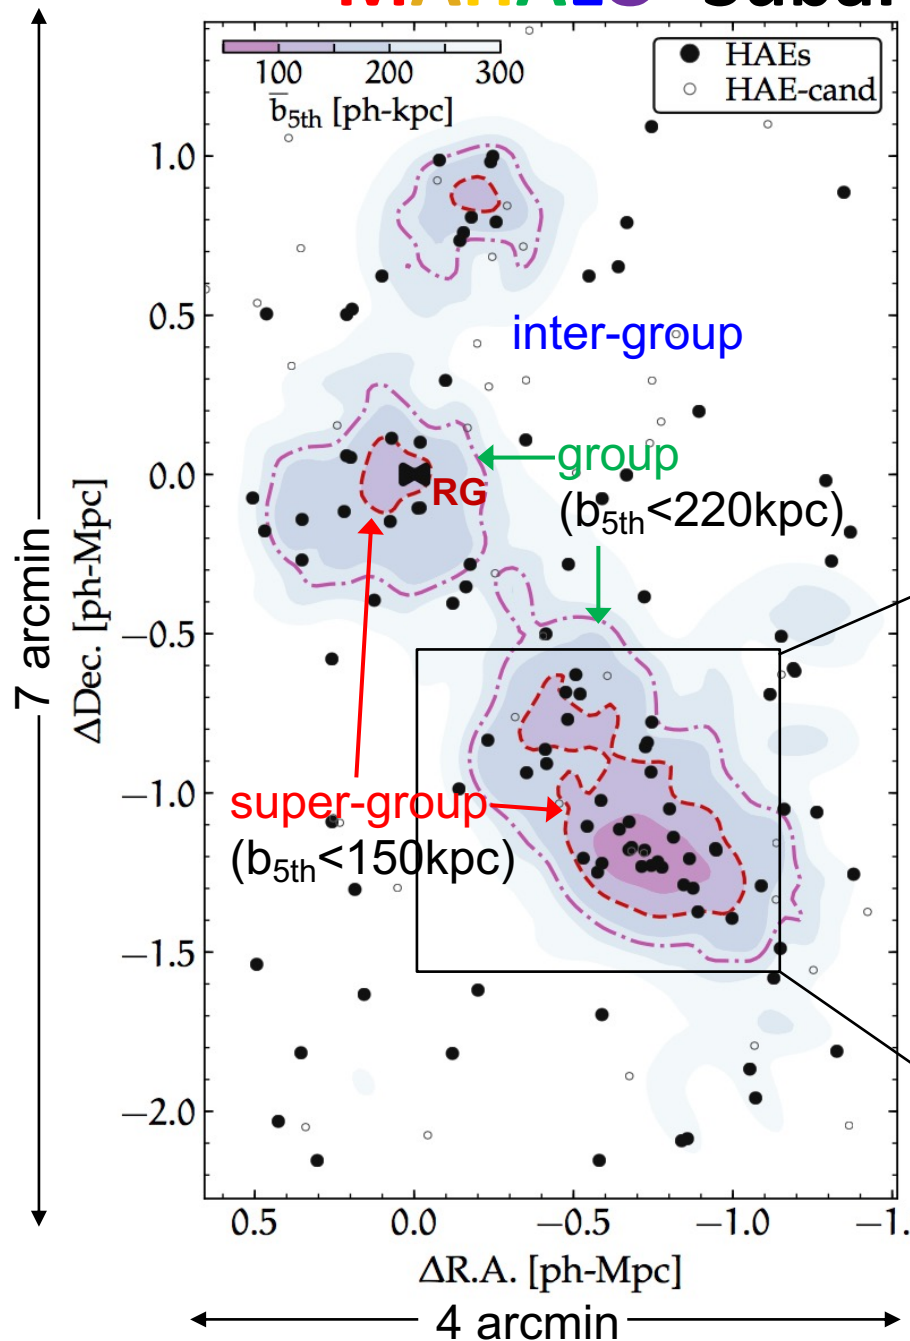 100 200 300
b̅5th [ph-kpc]
HAEs
HAE-cand
1.0
0.5
0.0
−0.5
−1.0
−1.5
−2.0
inter-group
group
(b5th<220kpc)
RG
super-group
(b5th<150kpc)
7 arcmin
ΔDec. [ph-Mpc]
0.5 0.0 −0.5 −1.0 −1.
ΔR.A. [ph-Mpc]
4 arcmin